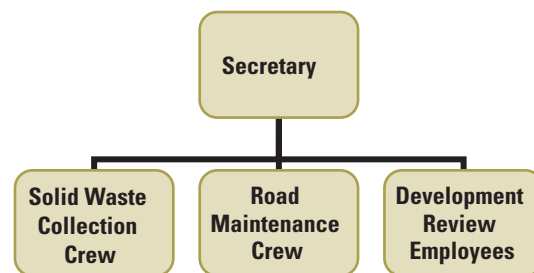 Secretary
Solid Waste
Collection
Crew
Road
Maintenance
Crew
Development
Review
Employees